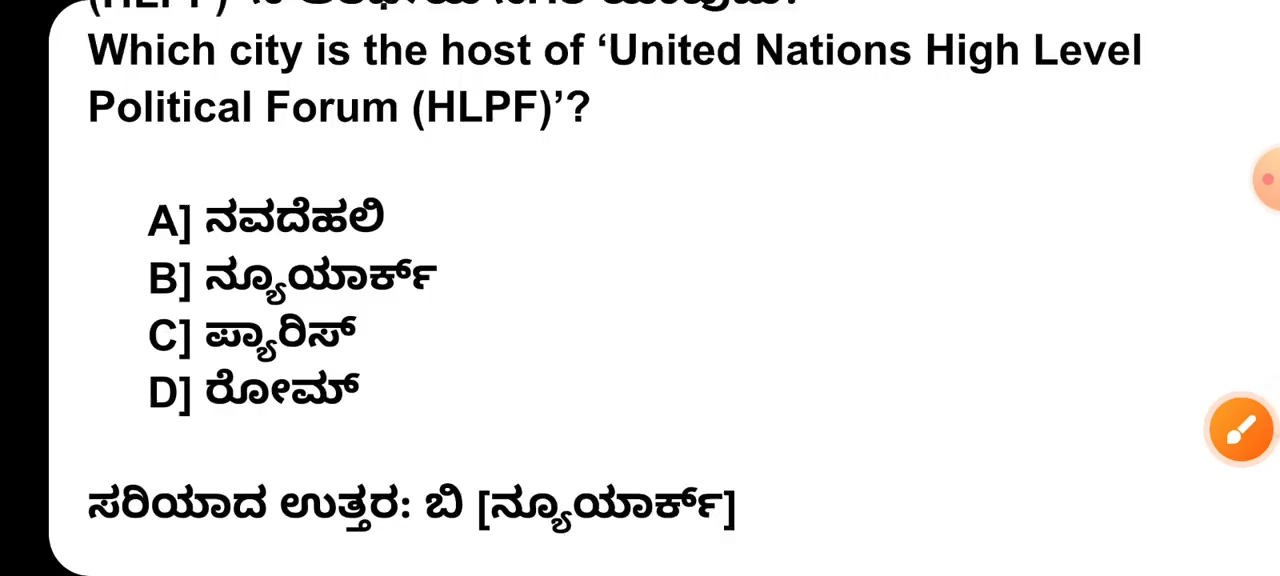 Which city is the host of ‘United Nations High Level
Political Forum (HLPF)’?
A] ನವದೆಹಲಿ
B] ನ್ಯೂಯಾರ್ಕ್
C] ಪ್ಯಾರಿಸ್
D] ರೋಮ್
ಸರಿಯಾದ ಉತ್ತರ: ಬಿ [ನ್ಯೂಯಾರ್ಕ್]